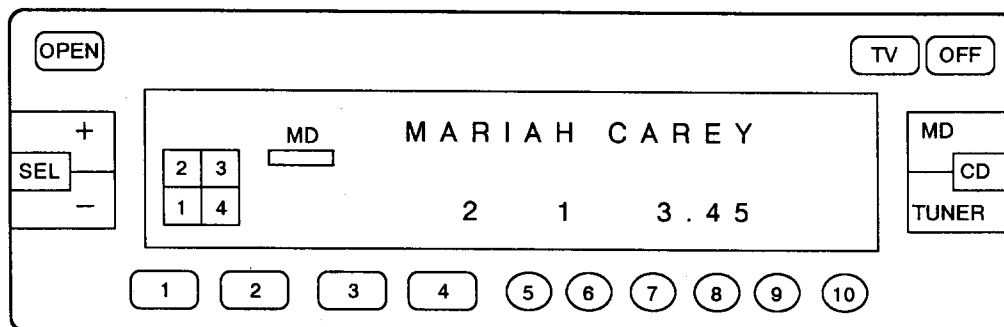 OPEN TV OFF
+ MD MARIAH CAREY MD
SEL 2 3 CD
− 1 4 2 1 3.45 TUNER
1 2 3 4 5 6 7 8 9 10